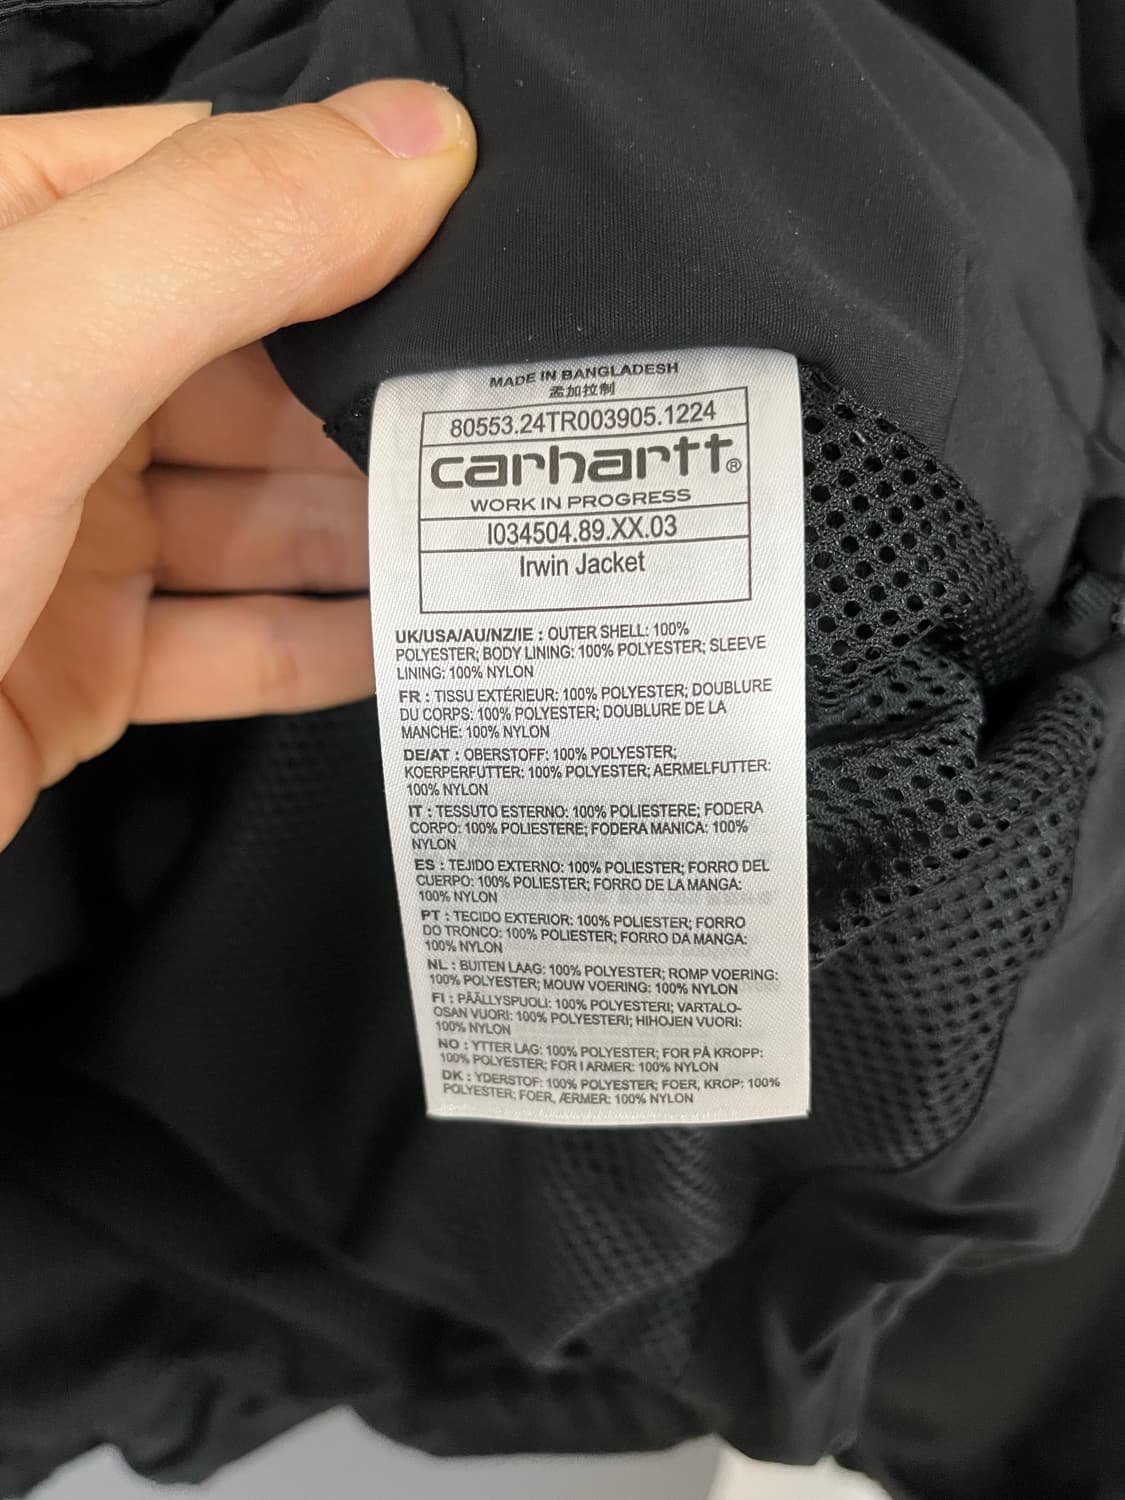 MADE IN BANGLADESH
孟加拉制
80553.24TR003905.1224
carhartt®
WORK IN PROGRESS
I034504.89.XX.03
Irwin Jacket
UK/USA/AU/NZ/IE : OUTER SHELL: 100%
POLYESTER; BODY LINING: 100% POLYESTER; SLEEVE
LINING: 100% NYLON
FR : TISSU EXTÉRIEUR: 100% POLYESTER; DOUBLURE
DU CORPS: 100% POLYESTER; DOUBLURE DE LA
MANCHE: 100% NYLON
DE/AT : OBERSTOFF: 100% POLYESTER;
KOERPERFUTTER: 100% POLYESTER; AERMELFUTTER:
100% NYLON
IT : TESSUTO ESTERNO: 100% POLIESTERE; FODERA
CORPO: 100% POLIESTERE; FODERA MANICA: 100%
NYLON
ES : TEJIDO EXTERNO: 100% POLIESTER; FORRO DEL
CUERPO: 100% POLIESTER; FORRO DE LA MANGA:
100% NYLON
PT : TECIDO EXTERIOR: 100% POLIESTER; FORRO
DO TRONCO: 100% POLIESTER; FORRO DA MANGA:
100% NYLON
NL : BUITEN LAAG: 100% POLYESTER; ROMP VOERING:
100% POLYESTER; MOUW VOERING: 100% NYLON
FI : PÄÄLLYSPUOLI: 100% POLYESTERI; VARTALO-
OSAN VUORI: 100% POLYESTERI; HIHOJEN VUORI:
100% NYLON
NO : YTTER LAG: 100% POLYESTER; FOR PÅ KROPP:
100% POLYESTER; FOR I ARMER: 100% NYLON
DK : YDERSTOF: 100% POLYESTER; FOER, KROP: 100%
POLYESTER; FOER, ÆRMER: 100% NYLON